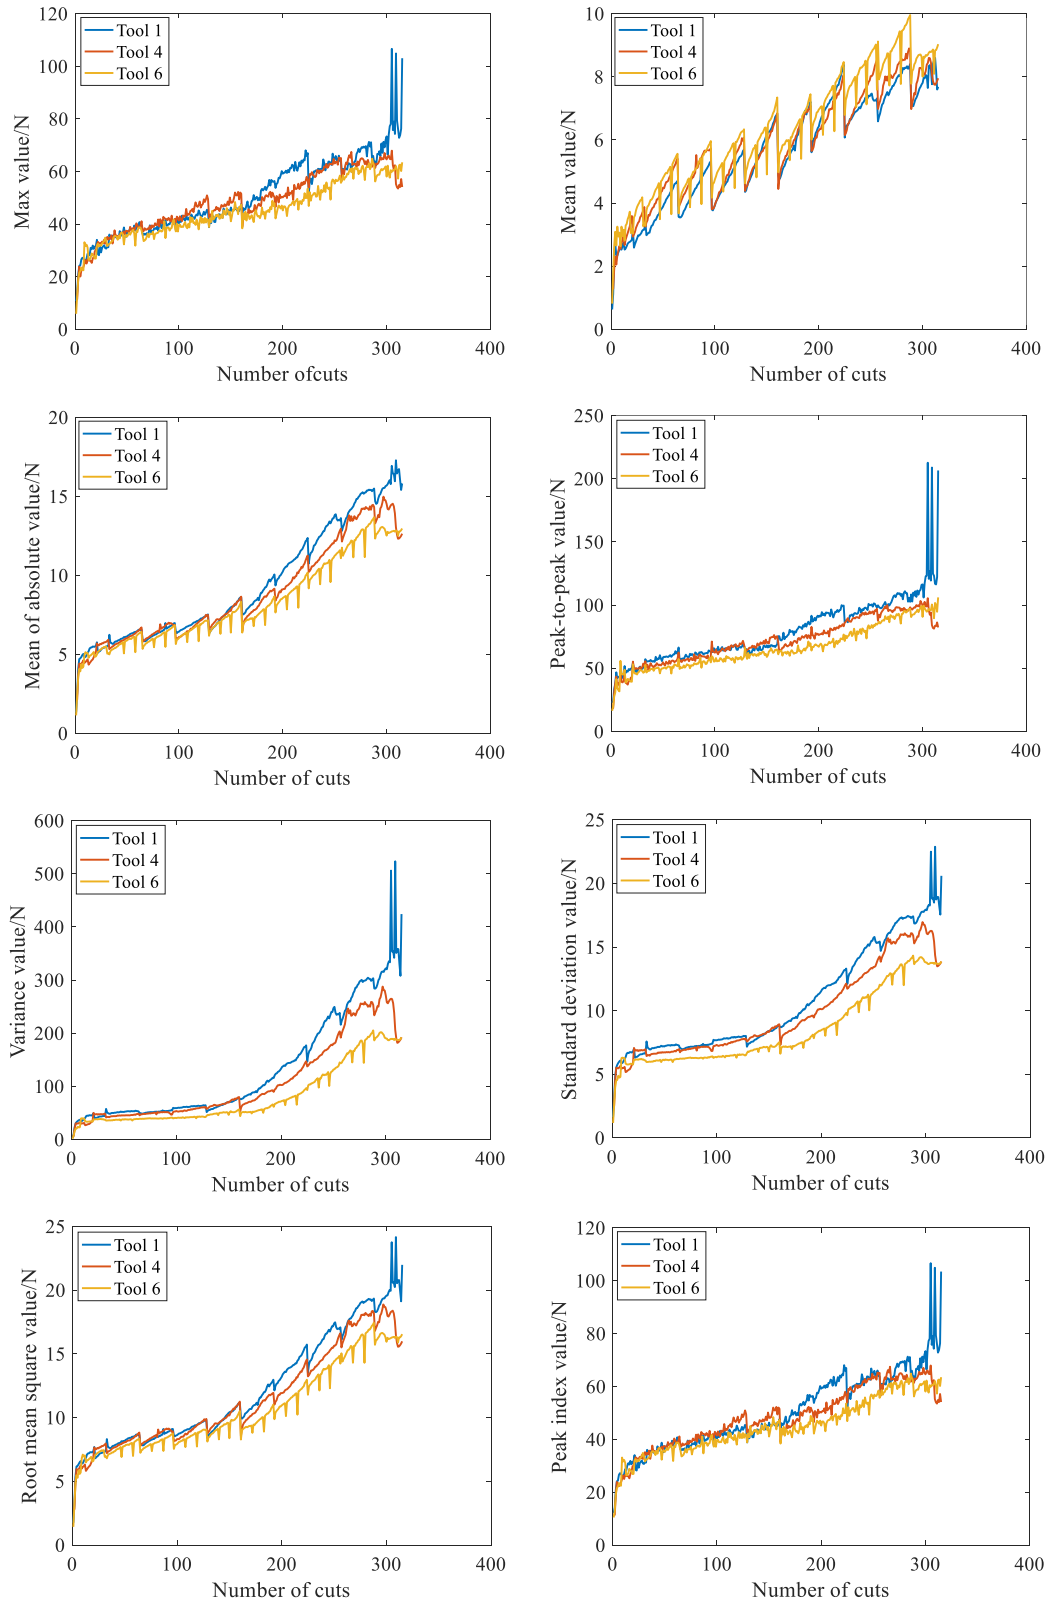 120
100
80
60
40
20
0
Max value/N
Tool 1
Tool 4
Tool 6
0 100 200 300 400
Number ofcuts
10
8
6
4
2
0
Mean value/N
Tool 1
Tool 4
Tool 6
0 100 200 300 400
Number of cuts
20
15
10
5
0
Mean of absolute value/N
Tool 1
Tool 4
Tool 6
0 100 200 300 400
Number of cuts
250
200
150
100
50
0
Peak-to-peak value/N
Tool 1
Tool 4
Tool 6
0 100 200 300 400
Number of cuts
600
500
400
300
200
100
0
Variance value/N
Tool 1
Tool 4
Tool 6
0 100 200 300 400
Number of cuts
25
20
15
10
5
0
Standard deviation value/N
Tool 1
Tool 4
Tool 6
0 100 200 300 400
Number of cuts
25
20
15
10
5
0
Root mean square value/N
Tool 1
Tool 4
Tool 6
0 100 200 300 400
Number of cuts
120
100
80
60
40
20
0
Peak index value/N
Tool 1
Tool 4
Tool 6
0 100 200 300 400
Number of cuts